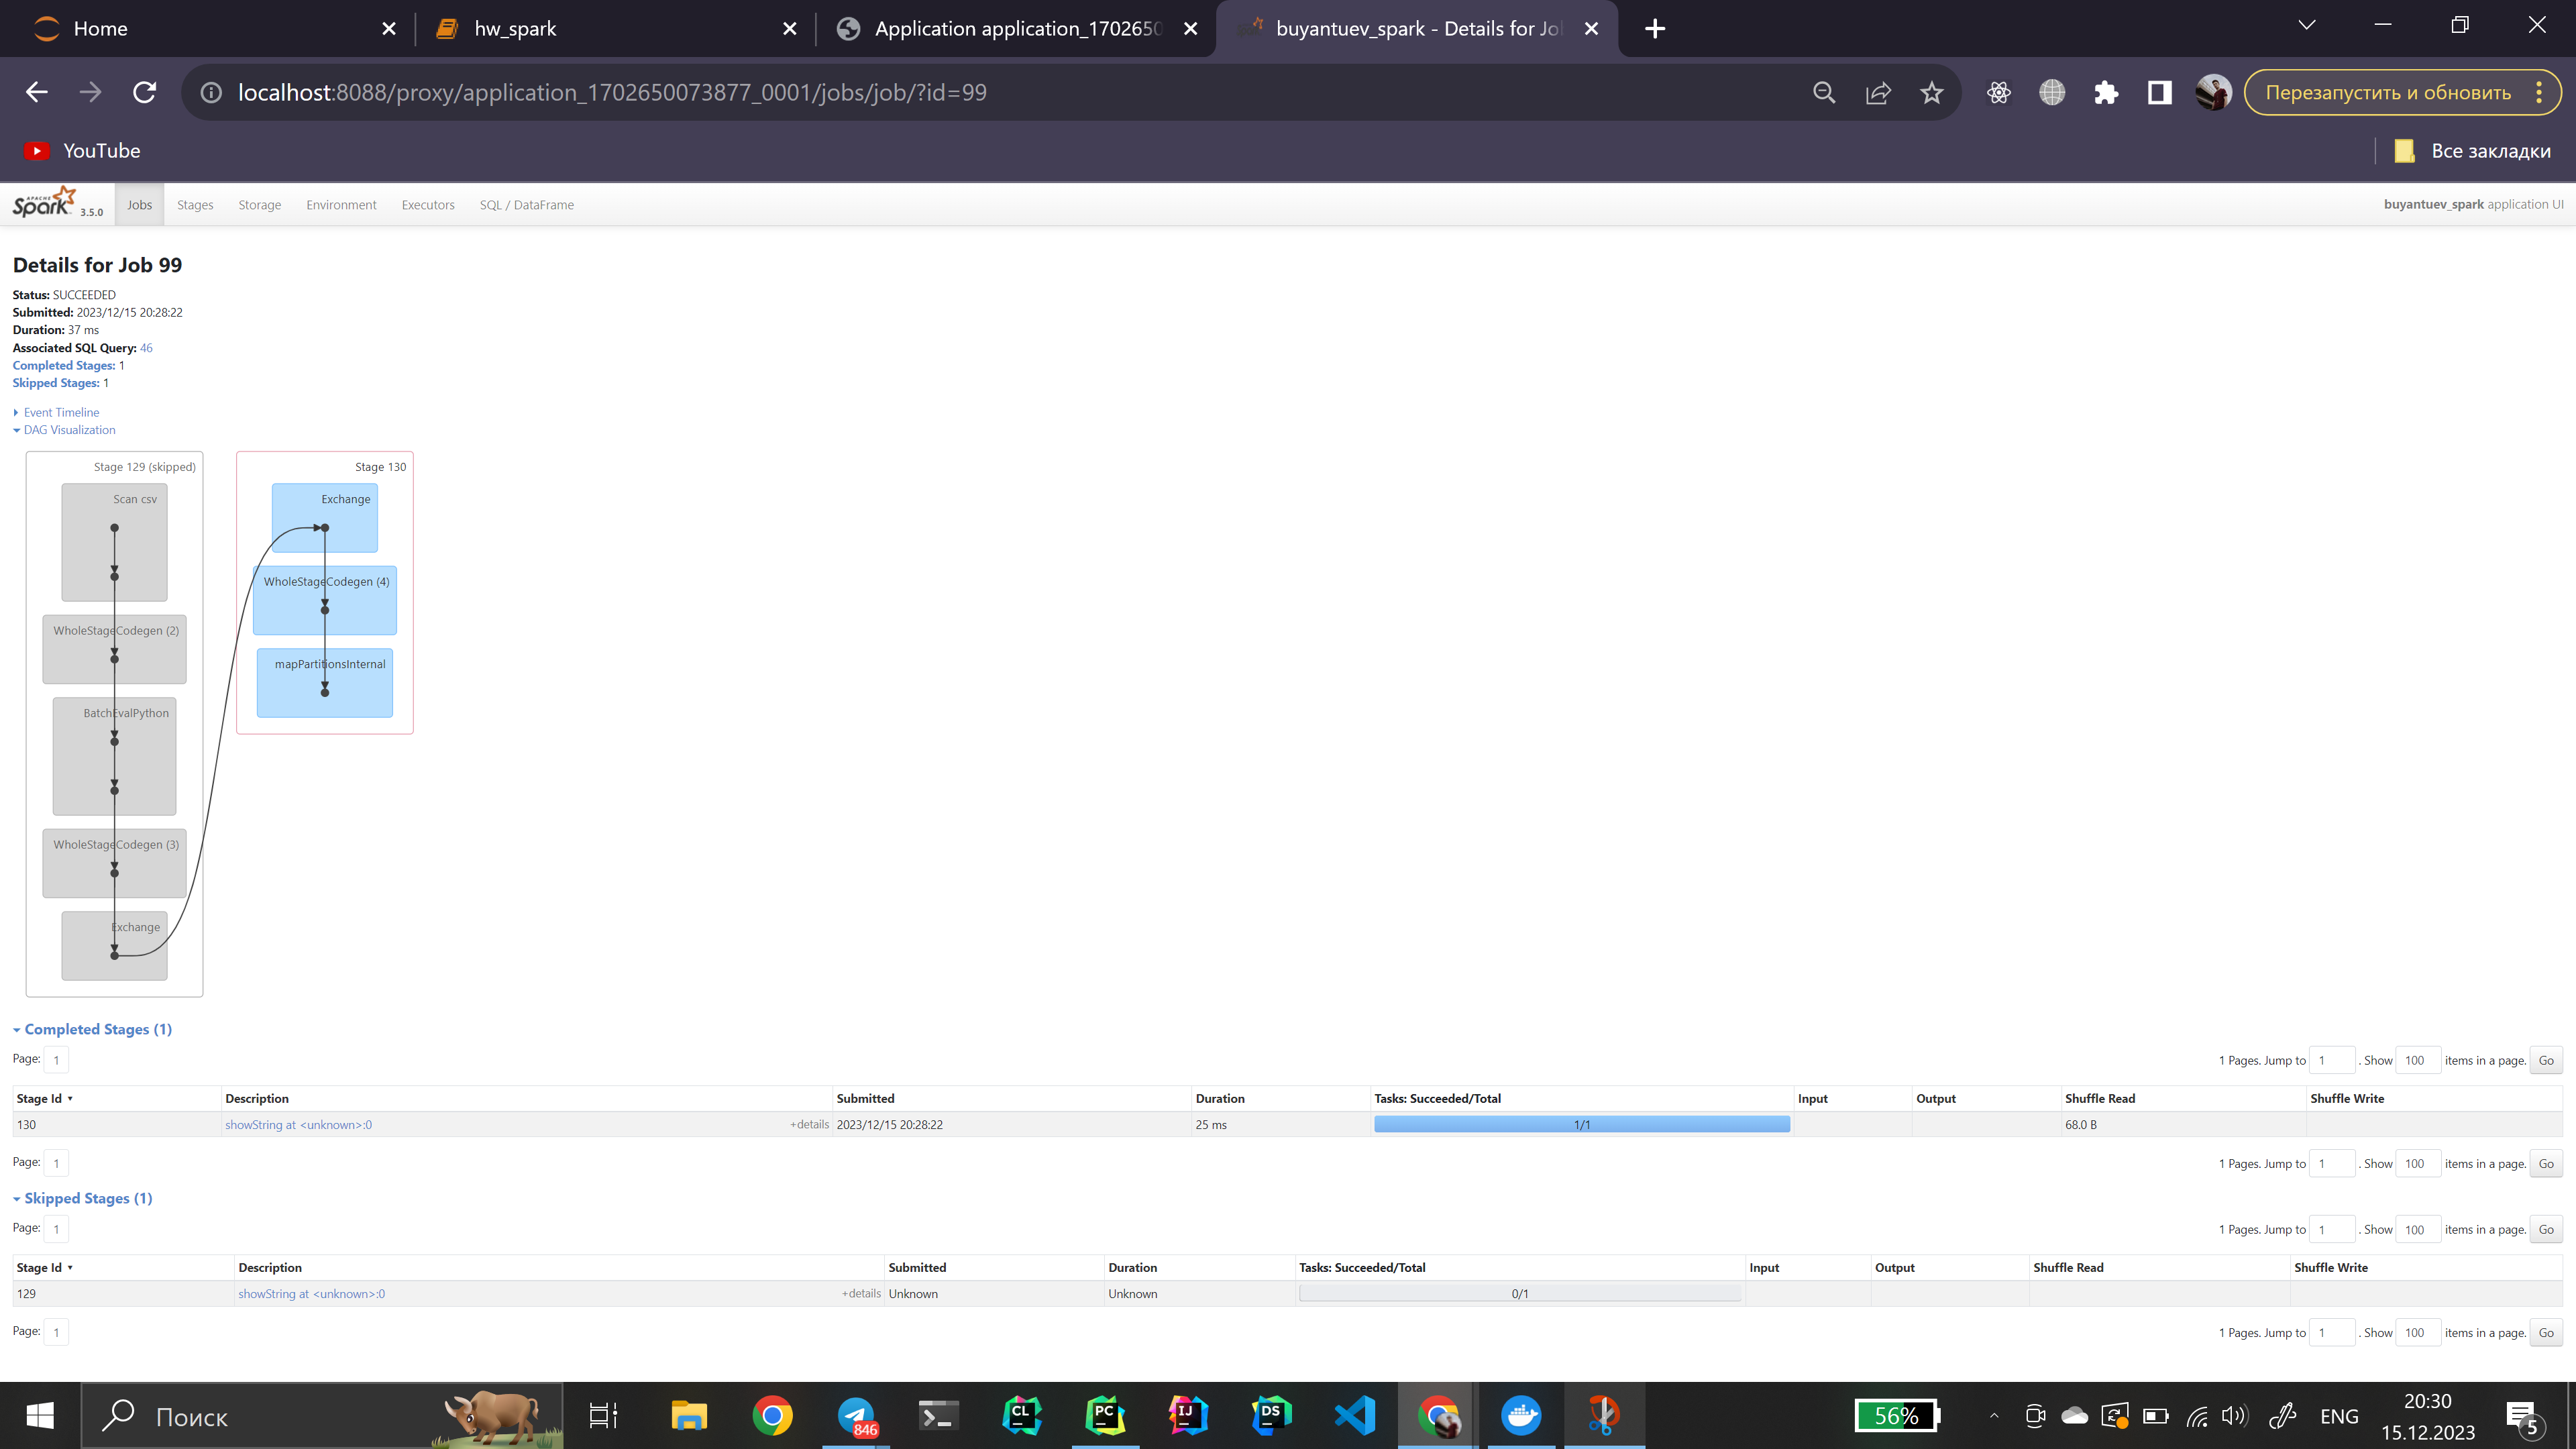 Home
hw_spark
Application application_1702650
buyantuev_spark - Details for Jol
localhost:8088/proxy/application_1702650073877_0001/jobs/job/?id=99
Перезапустить и обновить
YouTube
Все закладки
APACHE Spark 3.5.0 Jobs Stages Storage Environment Executors SQL / DataFrame buyantuev_spark application UI
Details for Job 99
Status: SUCCEEDED
Submitted: 2023/12/15 20:28:22
Duration: 37 ms
Associated SQL Query: 46
Completed Stages: 1
Skipped Stages: 1
Event Timeline
DAG Visualization
Stage 129 (skipped)
Scan csv
WholeStageCodegen (2)
BatchEvalPython
WholeStageCodegen (3)
Exchange
Stage 130
Exchange
WholeStageCodegen (4)
mapPartitionsInternal
Completed Stages (1)
Page: 1 1 Pages. Jump to 1 . Show 100 items in a page. Go
Stage Id ▾ Description Submitted Duration Tasks: Succeeded/Total Input Output Shuffle Read Shuffle Write
130 showString at <unknown>:0 +details 2023/12/15 20:28:22 25 ms 1/1 68.0 B
Page: 1 1 Pages. Jump to 1 . Show 100 items in a page. Go
Skipped Stages (1)
Page: 1 1 Pages. Jump to 1 . Show 100 items in a page. Go
Stage Id ▾ Description Submitted Duration Tasks: Succeeded/Total Input Output Shuffle Read Shuffle Write
129 showString at <unknown>:0 +details Unknown Unknown 0/1
Page: 1 1 Pages. Jump to 1 . Show 100 items in a page. Go
Поиск
846
CL
PC
IJ
DS
56%
ENG
20:30
15.12.2023
5